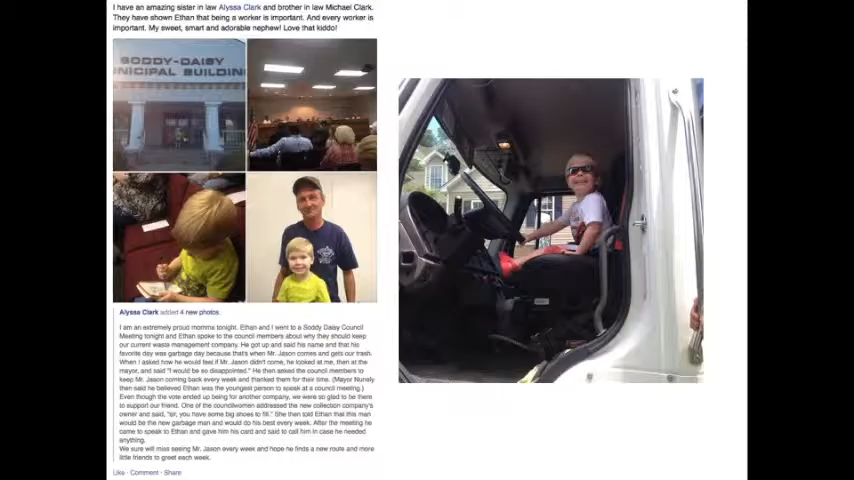 I have an amazing sister in law Alyssa Clark and brother in law Michael Clark.
They have shown Ethan that being a worker is important. And every worker is
important. My sweet, smart and adorable nephew! Love that kiddo!
SODDY-DAISY
MUNICIPAL BUILDING
Alyssa Clark added 4 new photos.
I am an extremely proud momma tonight. Ethan and I went to a Soddy Daisy Council
Meeting tonight and Ethan spoke to the council members about why they should keep
our current waste management company. He got up and said his name and that his
favorite day was garbage day because that's when Mr. Jason comes and gets our trash.
When I asked how he would feel if Mr. Jason didn't come, he looked at me, then at the
mayor, and said "I would be so disappointed." He then asked the council members to
keep Mr. Jason coming back every week and thanked them for their time. (Mayor Nunely
then said he believed Ethan was the youngest person to speak at a council meeting.)
Even though the vote ended up being for another company, we were so glad to be there
to support our friend. One of the councilwomen addressed the new collection company's
owner and said, "sir, you have some big shoes to fill." She then told Ethan that this man
would be the new garbage man and would do his best every week. After the meeting he
came to speak to Ethan and gave him his card and said to call him in case he needed
anything.
We sure will miss seeing Mr. Jason every week and hope he finds a new route and more
little friends to greet each week.
Like · Comment · Share